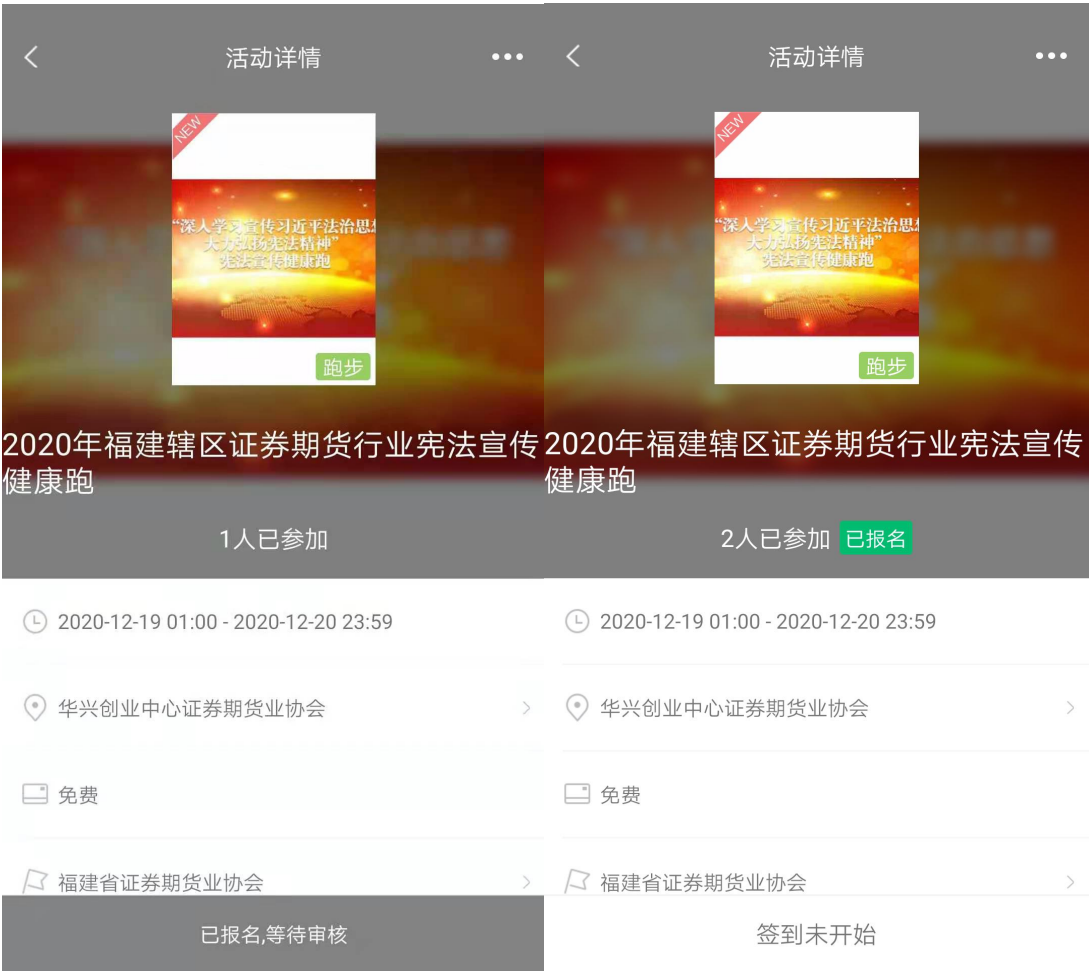 活动详情
NEW
“深入学习宣传习近平法治思想
大力弘扬宪法精神”
宪法宣传健康跑
跑步
2020年福建辖区证券期货行业宪法宣传
健康跑
1人已参加
2020-12-19 01:00 - 2020-12-20 23:59
华兴创业中心证券期货业协会
免费
福建省证券期货业协会
已报名,等待审核
活动详情
NEW
“深入学习宣传习近平法治思想
大力弘扬宪法精神”
宪法宣传健康跑
跑步
2020年福建辖区证券期货行业宪法宣传
健康跑
2人已参加 已报名
2020-12-19 01:00 - 2020-12-20 23:59
华兴创业中心证券期货业协会
免费
福建省证券期货业协会
签到未开始